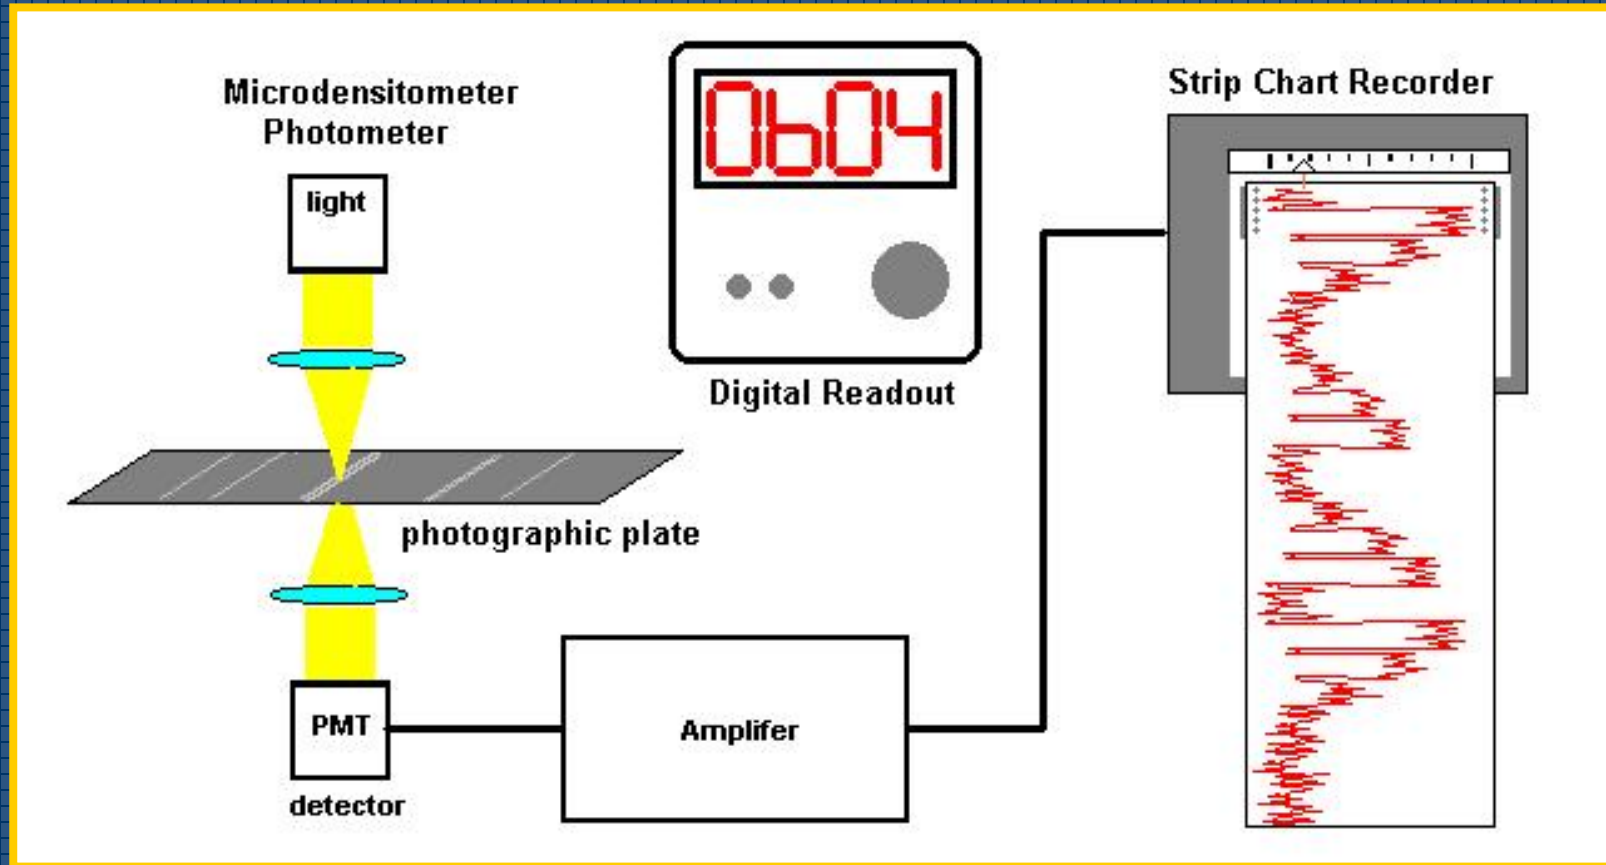 Microdensitometer
Photometer
light
0604
Digital Readout
Strip Chart Recorder
photographic plate
PMT
detector
Amplifer